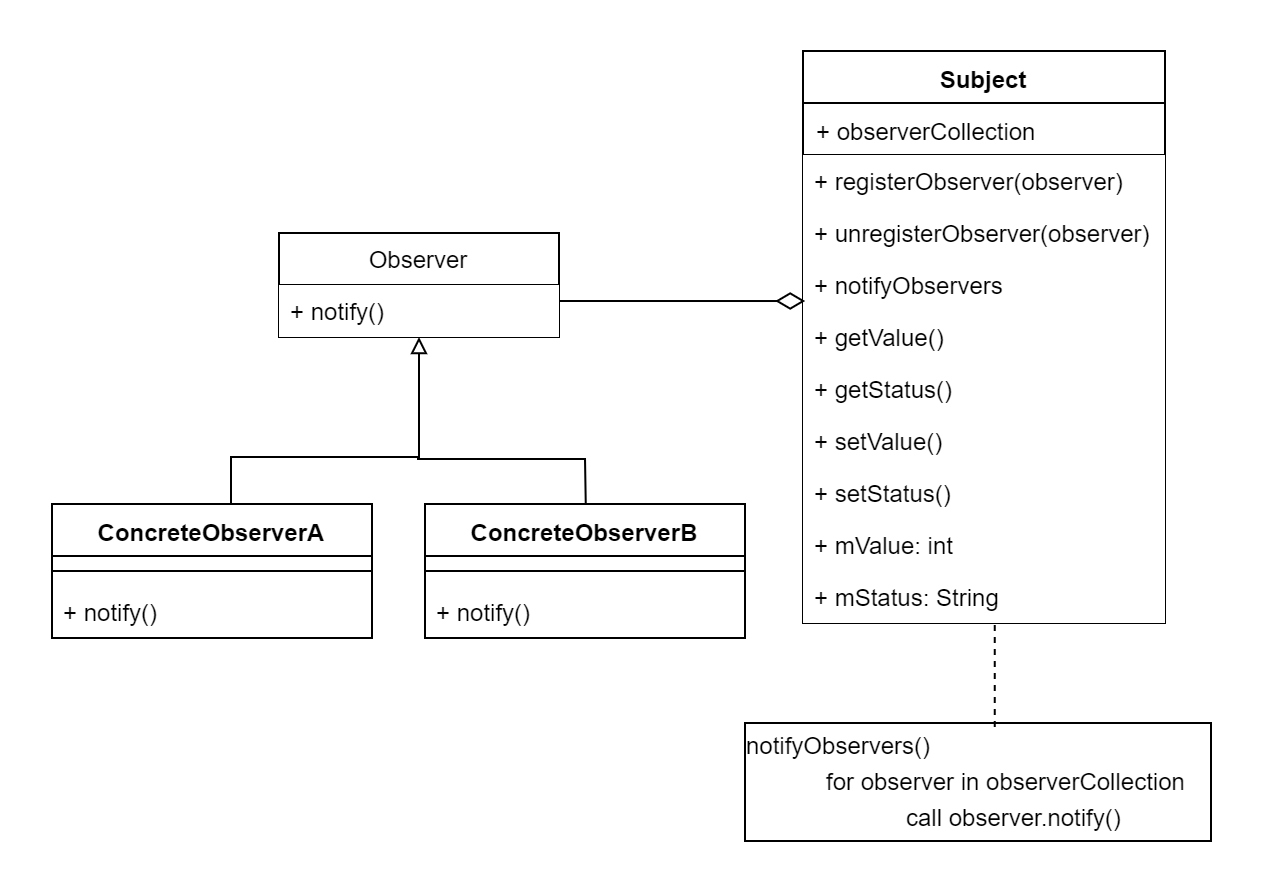 Subject
+ observerCollection
+ registerObserver(observer)
+ unregisterObserver(observer)
+ notifyObservers
+ getValue()
+ getStatus()
+ setValue()
+ setStatus()
+ mValue: int
+ mStatus: String
Observer
+ notify()
ConcreteObserverA
+ notify()
ConcreteObserverB
+ notify()
notifyObservers()
for observer in observerCollection
call observer.notify()